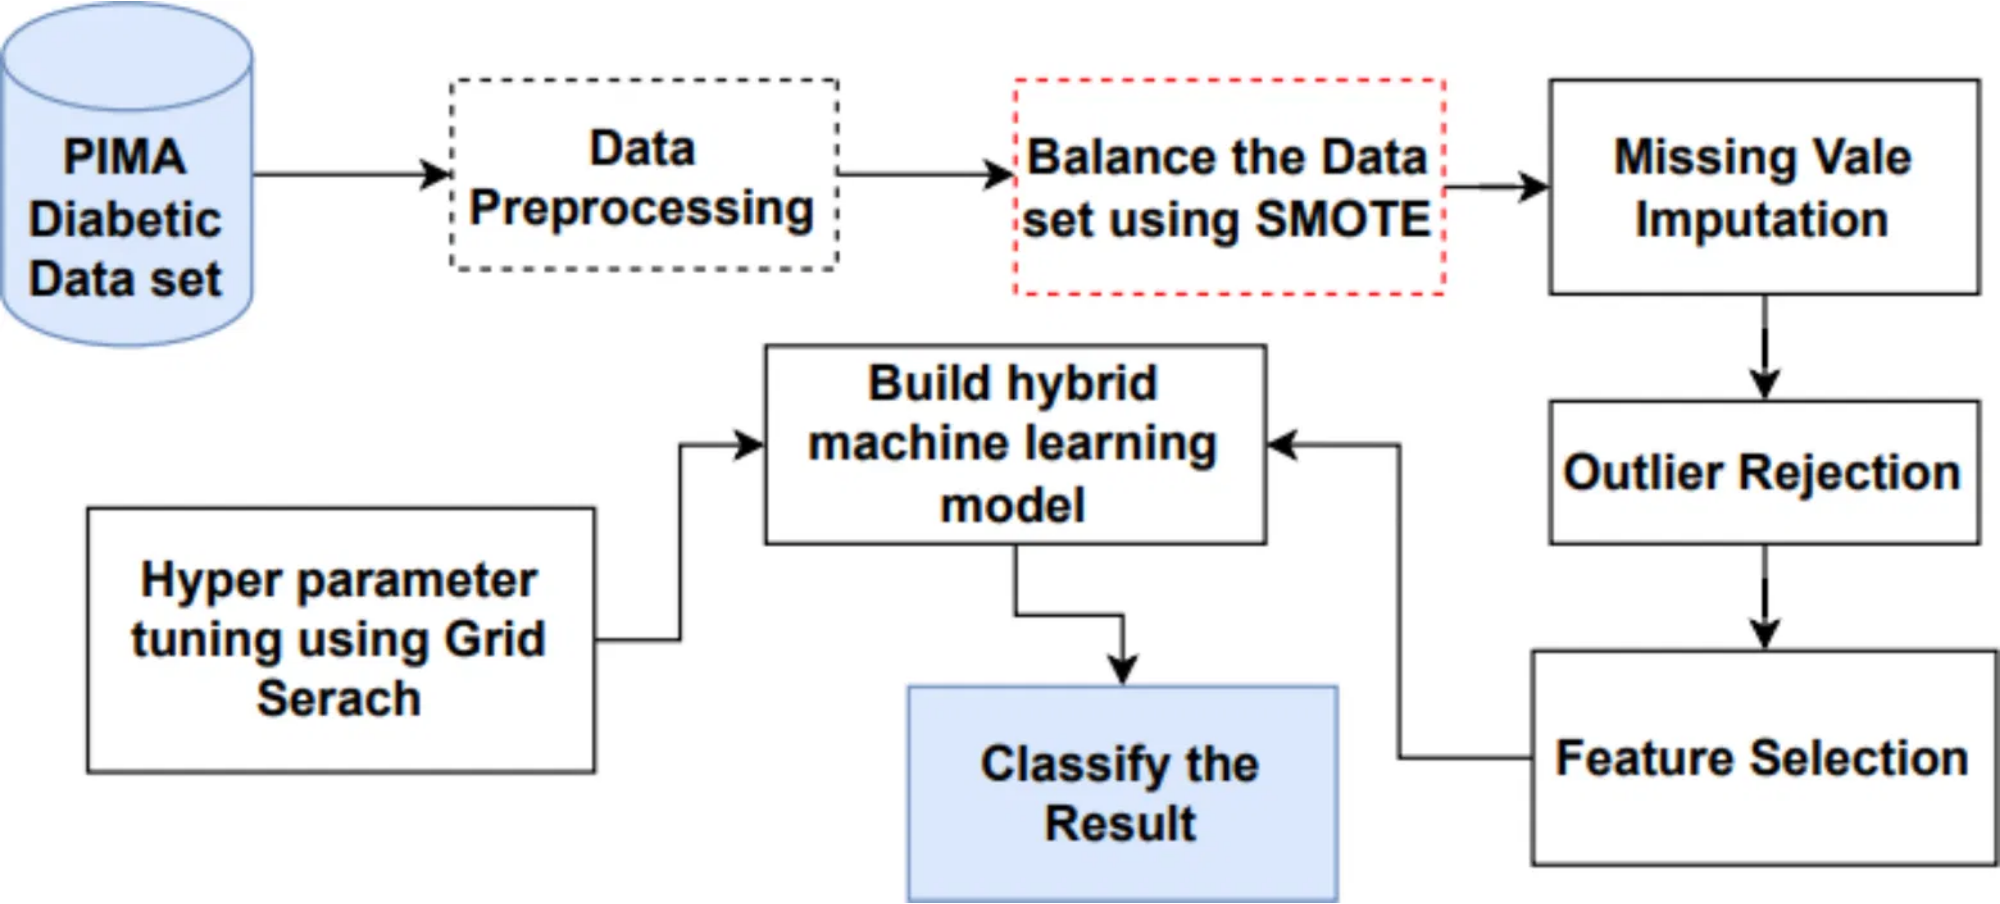 PIMA
Diabetic
Data set
Data
Preprocessing
Balance the Data
set using SMOTE
Missing Vale
Imputation
Outlier Rejection
Feature Selection
Build hybrid
machine learning
model
Hyper parameter
tuning using Grid
Serach
Classify the
Result